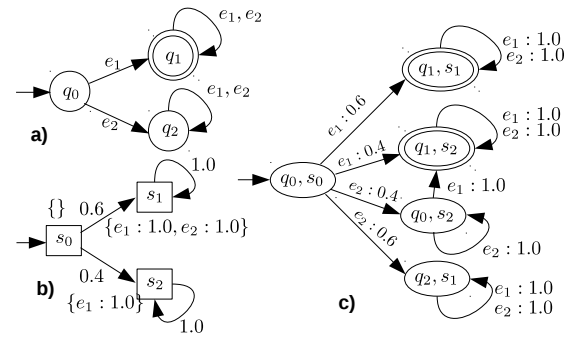 e₁, e₂
q₁
e₁
q₀
e₂
e₁, e₂
q₂
a)
1.0
{}
0.6
s₁
s₀
{e₁ : 1.0, e₂ : 1.0}
0.4
s₂
b)
{e₁ : 1.0}
1.0
e₁ : 1.0
e₂ : 1.0
q₁, s₁
e₁ : 0.6
e₁ : 1.0
e₂ : 1.0
q₁, s₂
e₁ : 0.4
q₀, s₀
e₂ : 0.4
e₁ : 1.0
q₀, s₂
e₂ : 0.6
e₂ : 1.0
q₂, s₁
e₁ : 1.0
e₂ : 1.0
c)